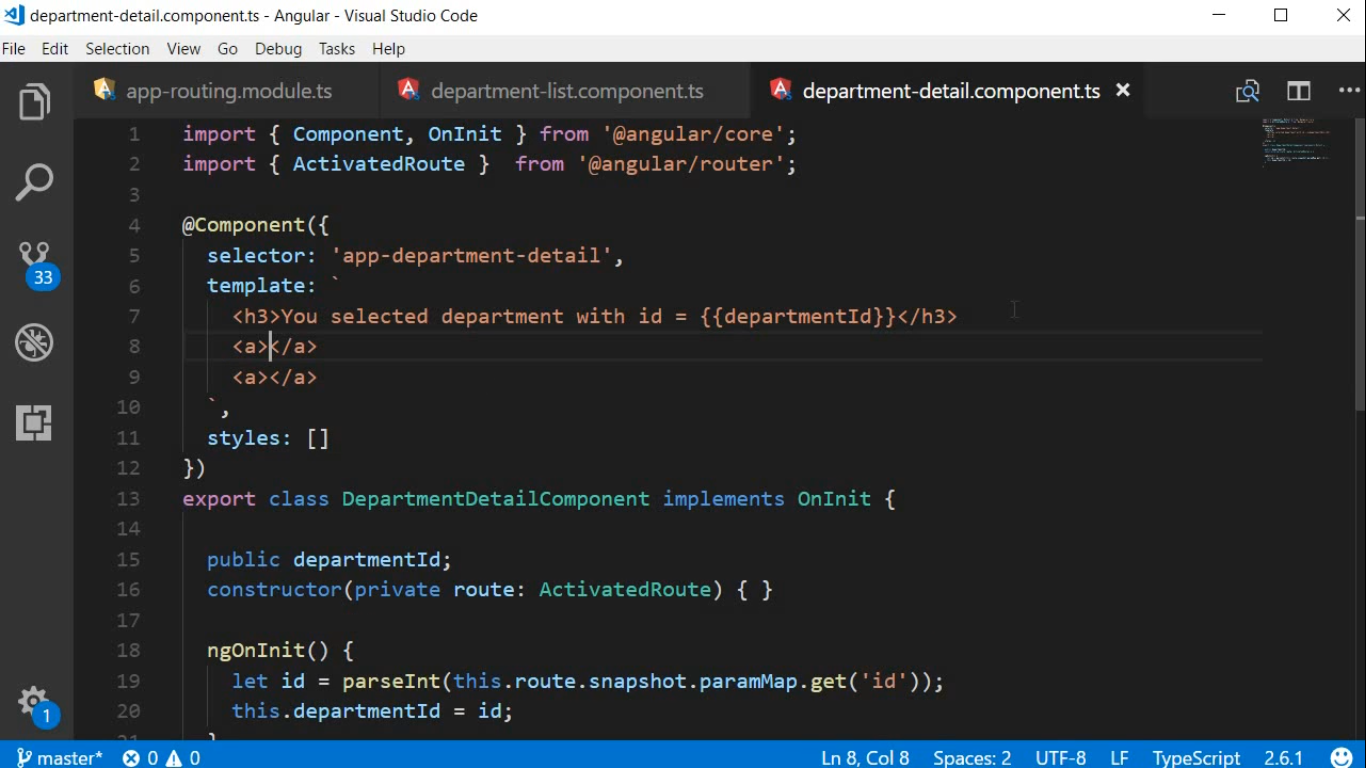 department-detail.component.ts - Angular - Visual Studio Code
File Edit Selection View Go Debug Tasks Help
app-routing.module.ts department-list.component.ts department-detail.component.ts
1 import { Component, OnInit } from '@angular/core';
2 import { ActivatedRoute }  from '@angular/router';
3
4 @Component({
5   selector: 'app-department-detail',
6   template: `
7     <h3>You selected department with id = {{departmentId}}</h3>
8     <a></a>
9     <a></a>
10   `,
11   styles: []
12 })
13 export class DepartmentDetailComponent implements OnInit {
14
15   public departmentId;
16   constructor(private route: ActivatedRoute) { }
17
18   ngOnInit() {
19     let id = parseInt(this.route.snapshot.paramMap.get('id'));
20     this.departmentId = id;
33
1
master* 0 0 Ln 8, Col 8 Spaces: 2 UTF-8 LF TypeScript 2.6.1